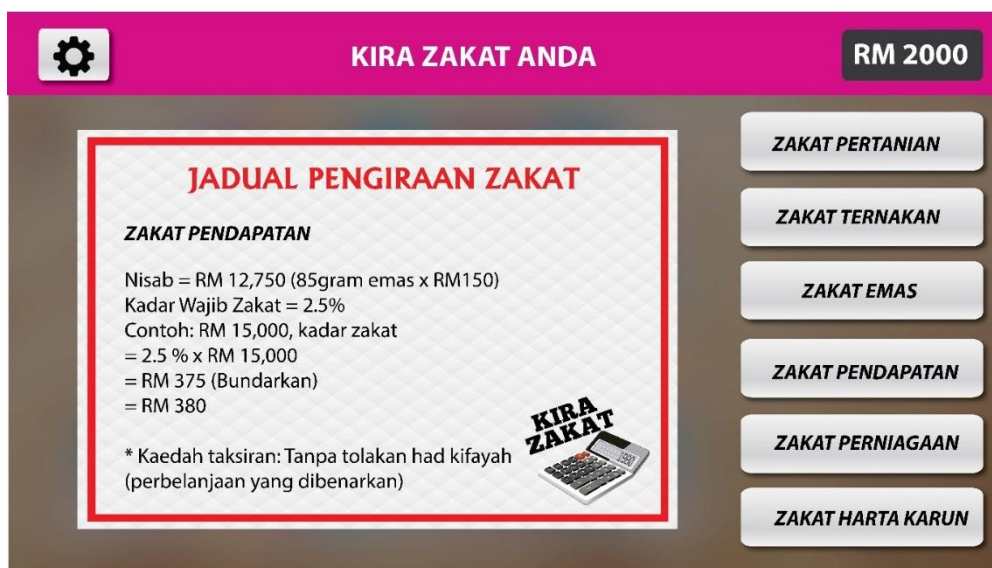 KIRA ZAKAT ANDA
RM 2000
JADUAL PENGIRAAN ZAKAT
ZAKAT PENDAPATAN
Nisab = RM 12,750 (85gram emas x RM150)
Kadar Wajib Zakat = 2.5%
Contoh: RM 15,000, kadar zakat
= 2.5 % x RM 15,000
= RM 375 (Bundarkan)
= RM 380
* Kaedah taksiran: Tanpa tolakan had kifayah
(perbelanjaan yang dibenarkan)
KIRA
ZAKAT
1980
ZAKAT PERTANIAN
ZAKAT TERNAKAN
ZAKAT EMAS
ZAKAT PENDAPATAN
ZAKAT PERNIAGAAN
ZAKAT HARTA KARUN